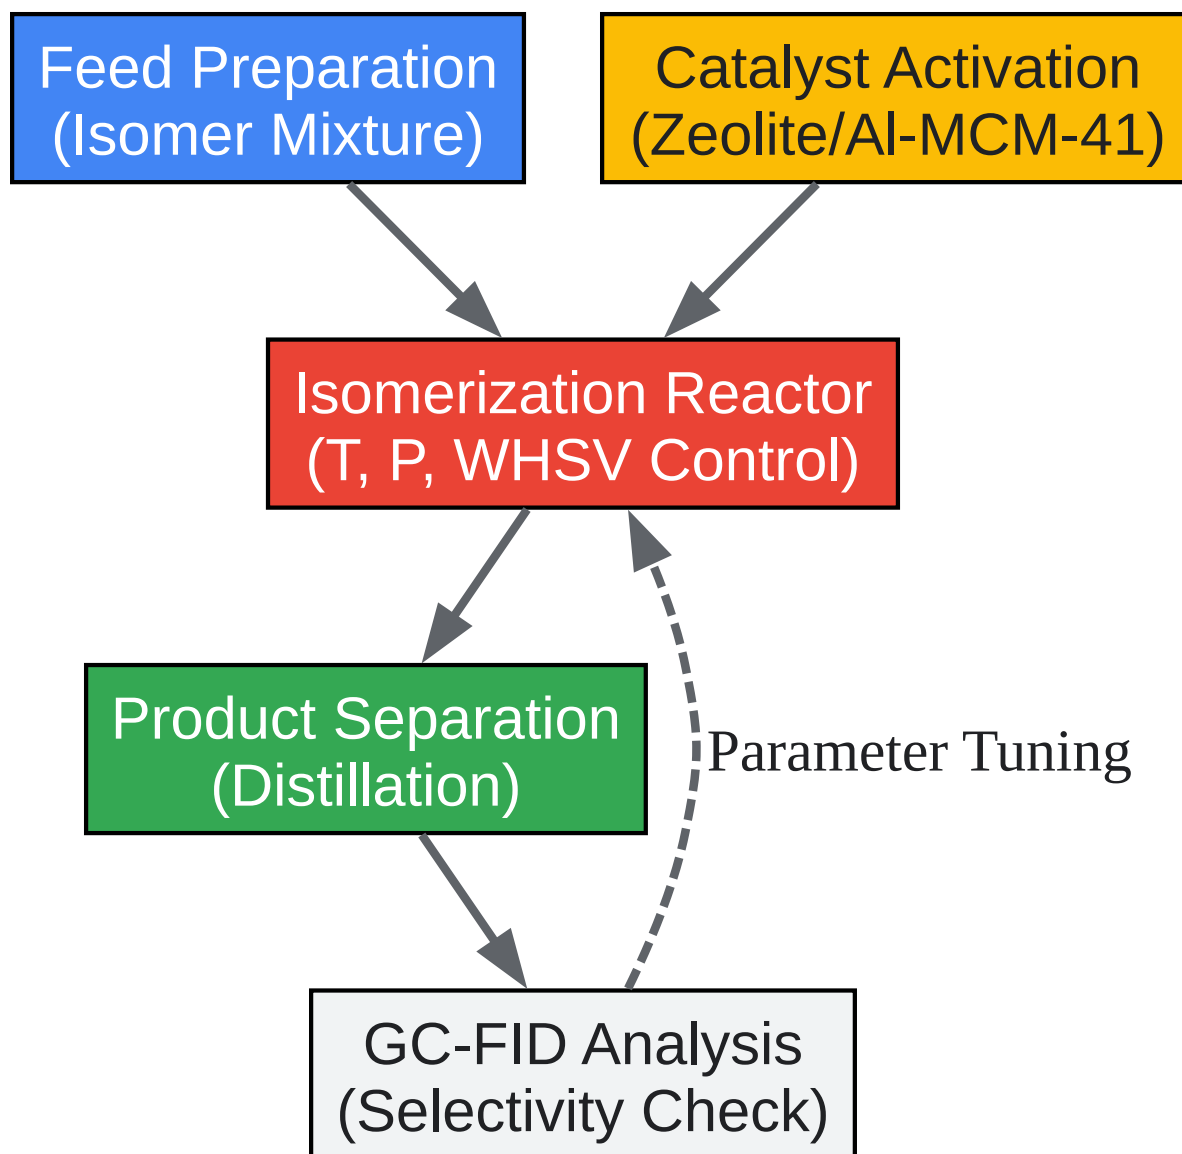 Feed Preparation
(Isomer Mixture)
Catalyst Activation
(Zeolite/Al-MCM-41)
Isomerization Reactor
(T, P, WHSV Control)
Product Separation
(Distillation)
Parameter Tuning
GC-FID Analysis
(Selectivity Check)